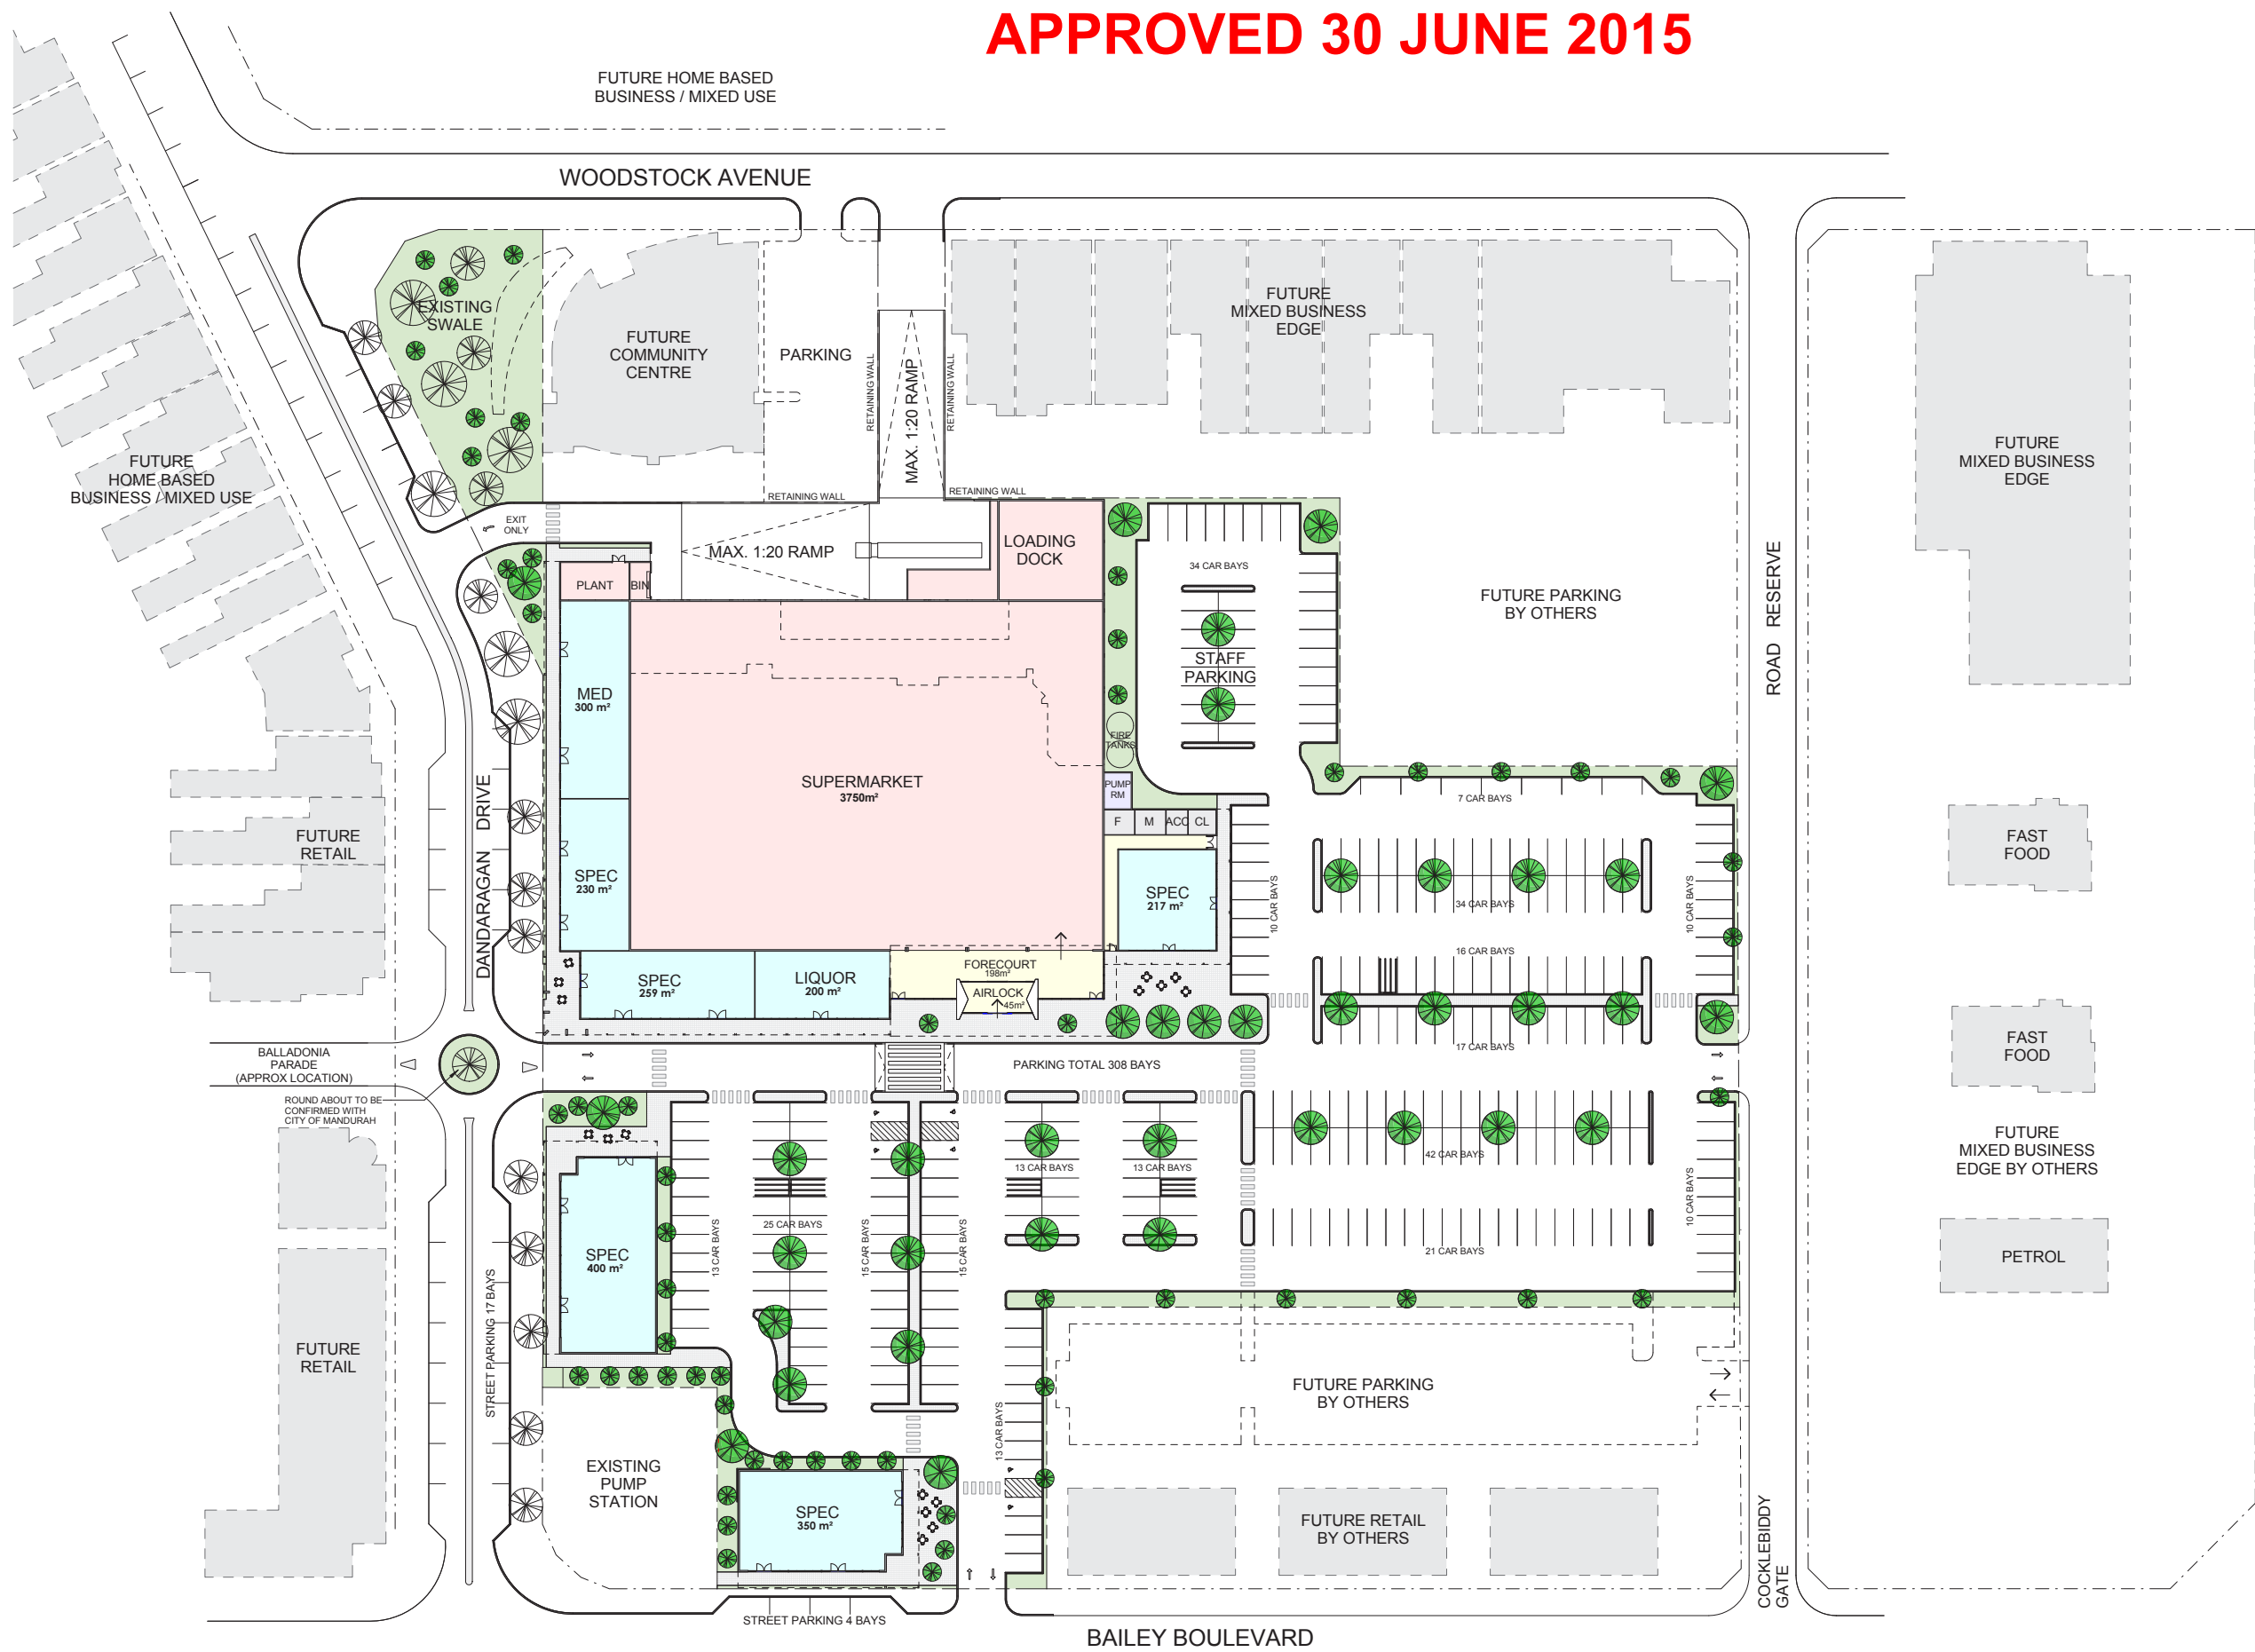 APPROVED 30 JUNE 2015
FUTURE HOME BASED
BUSINESS / MIXED USE
WOODSTOCK AVENUE
EXISTING
SWALE
FUTURE
COMMUNITY
CENTRE
PARKING
RETAINING WALL
MAX. 1:20 RAMP
RETAINING WALL
FUTURE
MIXED BUSINESS
EDGE
FUTURE
MIXED BUSINESS
EDGE
FUTURE
HOME BASED
BUSINESS / MIXED USE
RETAINING WALL
RETAINING WALL
EXIT
ONLY
MAX. 1:20 RAMP
LOADING
DOCK
PLANT
BIN
34 CAR BAYS
STAFF
PARKING
FUTURE PARKING
BY OTHERS
ROAD RESERVE
MED
300 m²
SUPERMARKET
3750m²
FIRE
TANKS
PUMP
RM
F
M
ACC
CL
7 CAR BAYS
DANDARAGAN DRIVE
FUTURE
RETAIL
SPEC
230 m²
SPEC
217 m²
10 CAR BAYS
34 CAR BAYS
10 CAR BAYS
16 CAR BAYS
FAST
FOOD
SPEC
259 m²
LIQUOR
200 m²
FORECOURT
198m²
AIRLOCK
45m²
17 CAR BAYS
FAST
FOOD
BALLADONIA
PARADE
(APPROX LOCATION)
PARKING TOTAL 308 BAYS
ROUND ABOUT TO BE
CONFIRMED WITH
CITY OF MANDURAH
13 CAR BAYS
13 CAR BAYS
42 CAR BAYS
FUTURE
MIXED BUSINESS
EDGE BY OTHERS
SPEC
400 m²
13 CAR BAYS
25 CAR BAYS
15 CAR BAYS
15 CAR BAYS
21 CAR BAYS
10 CAR BAYS
PETROL
STREET PARKING 17 BAYS
FUTURE
RETAIL
FUTURE PARKING
BY OTHERS
13 CAR BAYS
EXISTING
PUMP
STATION
SPEC
350 m²
FUTURE RETAIL
BY OTHERS
COCKLEBIDDY
GATE
STREET PARKING 4 BAYS
BAILEY BOULEVARD